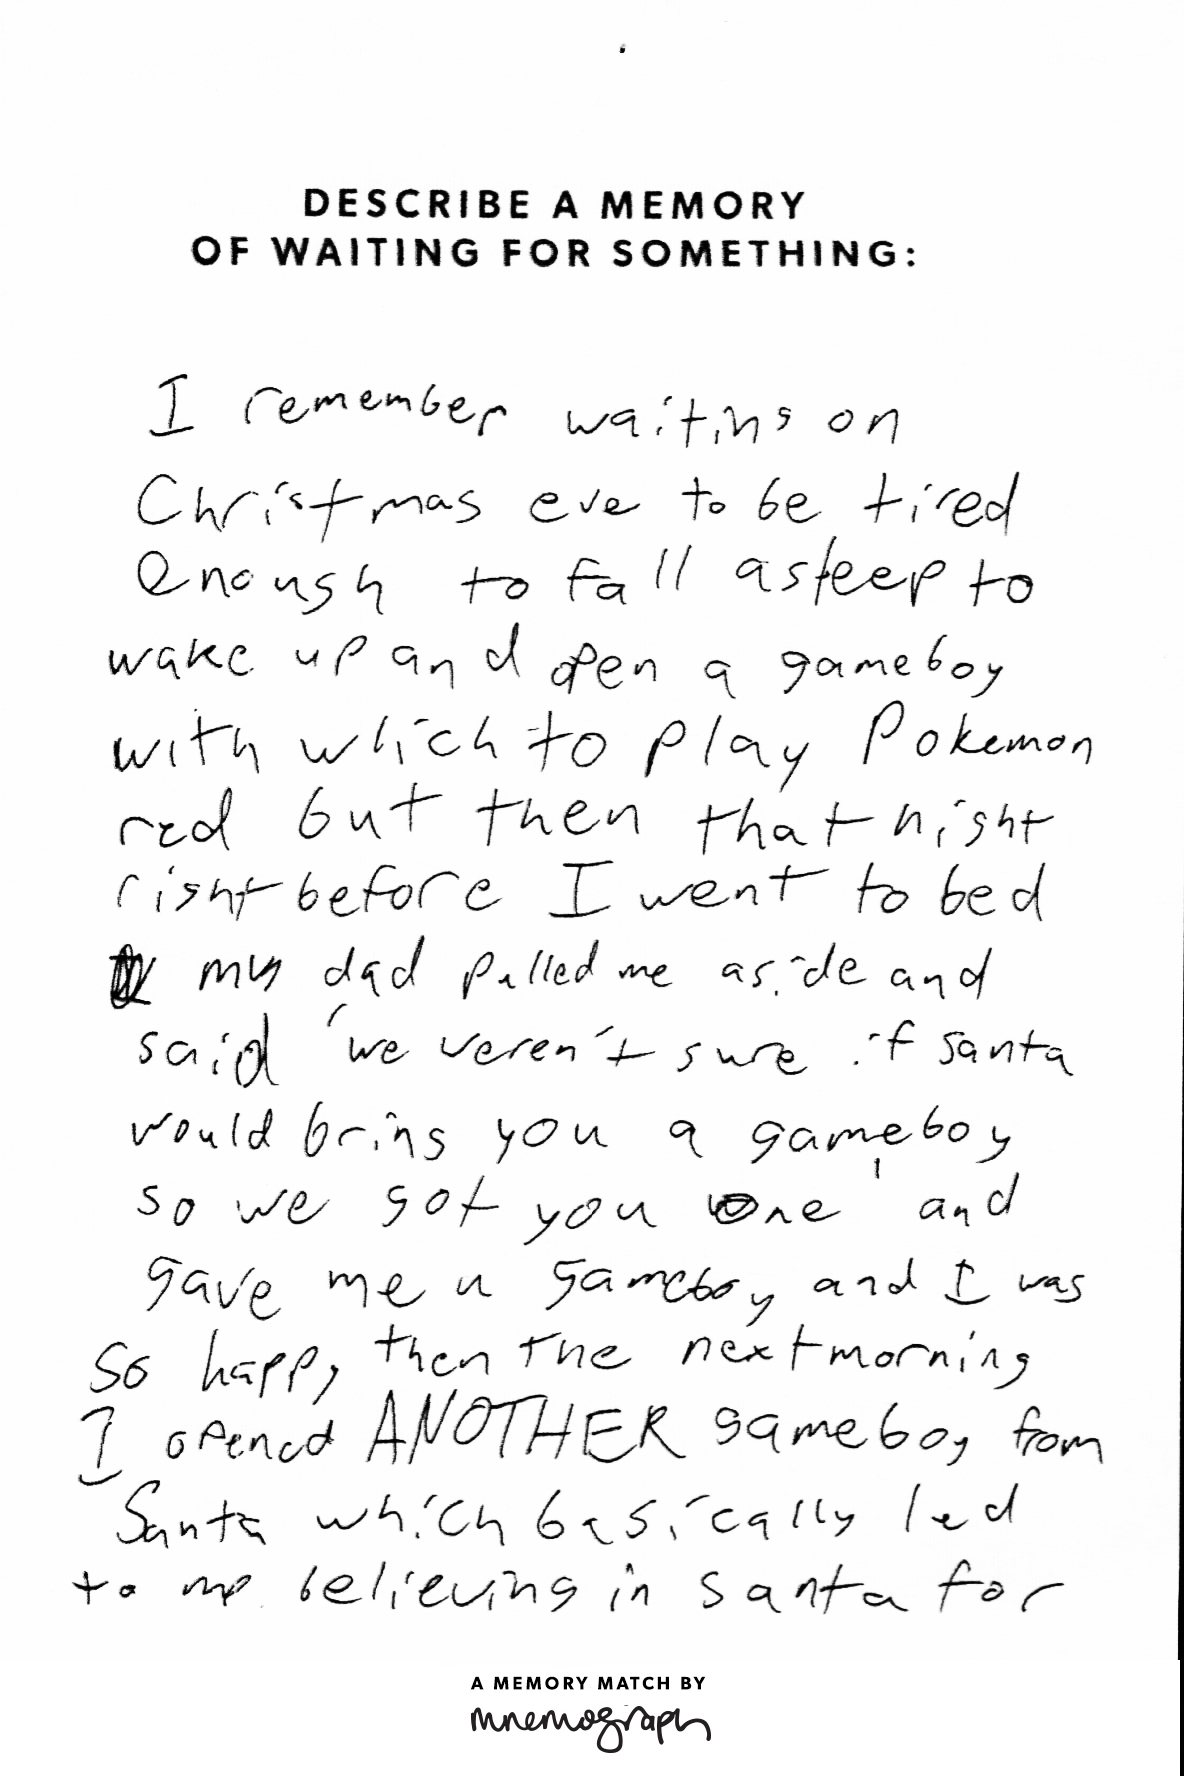 DESCRIBE A MEMORY
OF WAITING FOR SOMETHING:
I remember waiting on
Christmas eve to be tired
enough to fall asleep to
wake up and open a gameboy
with which to play Pokemon
red but then that night
right before I went to bed
my dad pulled me aside and
said 'we weren't sure if santa
would bring you a gameboy
so we got you one' and
gave me a gameboy and I was
so happy, then the next morning
I opened ANOTHER gameboy from
Santa which basically led
to me believing in santa for
A MEMORY MATCH BY
mnemograph